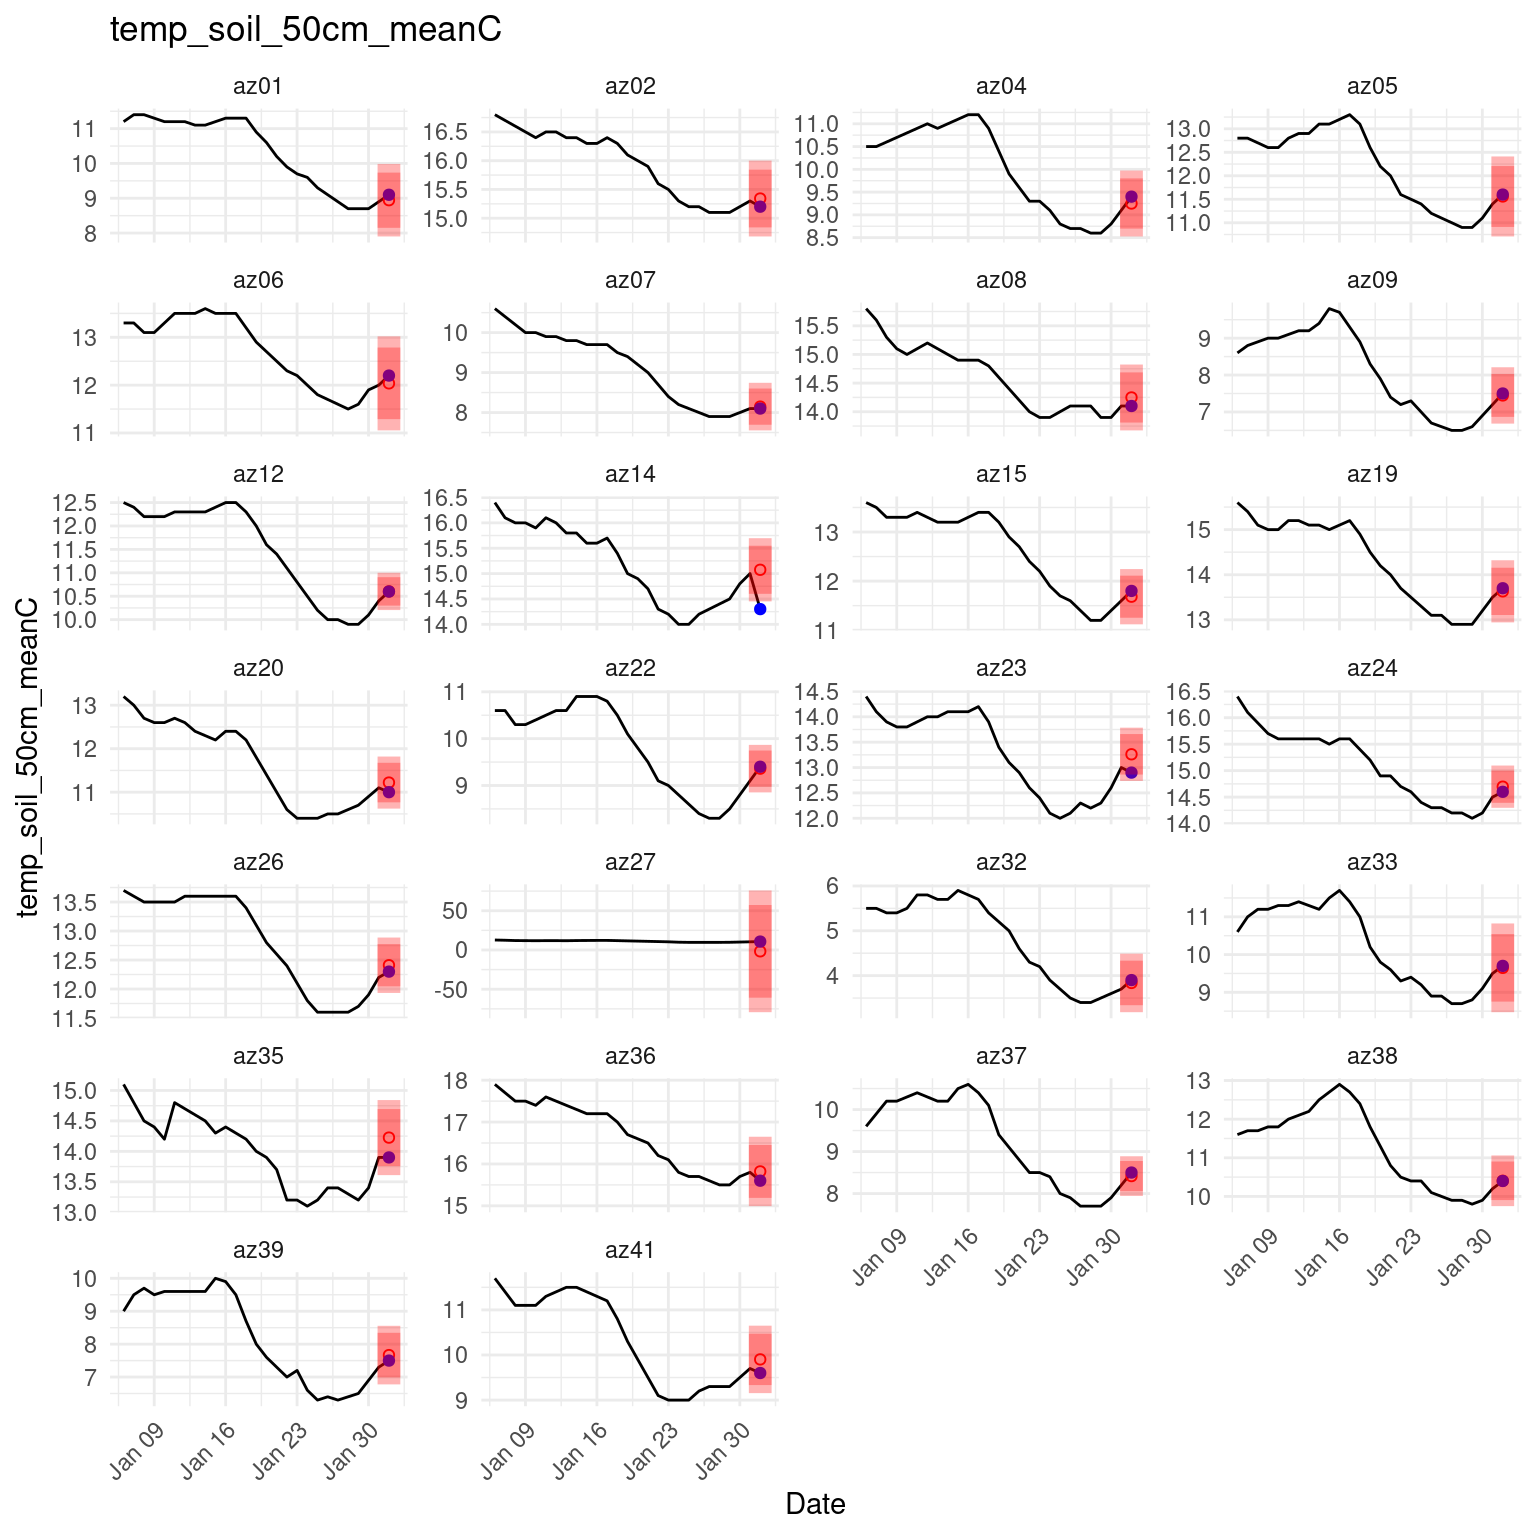 temp_soil_50cm_meanC
az01 az02 az04 az05
11 10 9 8
16.5 16.0 15.5 15.0
11.0 10.5 10.0 9.5 9.0 8.5
13.0 12.5 12.0 11.5 11.0
az06 az07 az08 az09
13 12 11
10 9 8
15.5 15.0 14.5 14.0
9 8 7
az12 az14 az15 az19
12.5 12.0 11.5 11.0 10.5 10.0
16.5 16.0 15.5 15.0 14.5 14.0
13 12 11
15 14 13
temp_soil_50cm_meanC
az20 az22 az23 az24
13 12 11
11 10 9
14.5 14.0 13.5 13.0 12.5 12.0
16.5 16.0 15.5 15.0 14.5 14.0
az26 az27 az32 az33
13.5 13.0 12.5 12.0 11.5
50 0 -50
6 5 4
11 10 9
az35 az36 az37 az38
15.0 14.5 14.0 13.5 13.0
18 17 16 15
10 9 8
13 12 11 10
Jan 09 Jan 16 Jan 23 Jan 30
Jan 09 Jan 16 Jan 23 Jan 30
az39 az41
10 9 8 7
11 10 9
Jan 09 Jan 16 Jan 23 Jan 30
Jan 09 Jan 16 Jan 23 Jan 30
Date